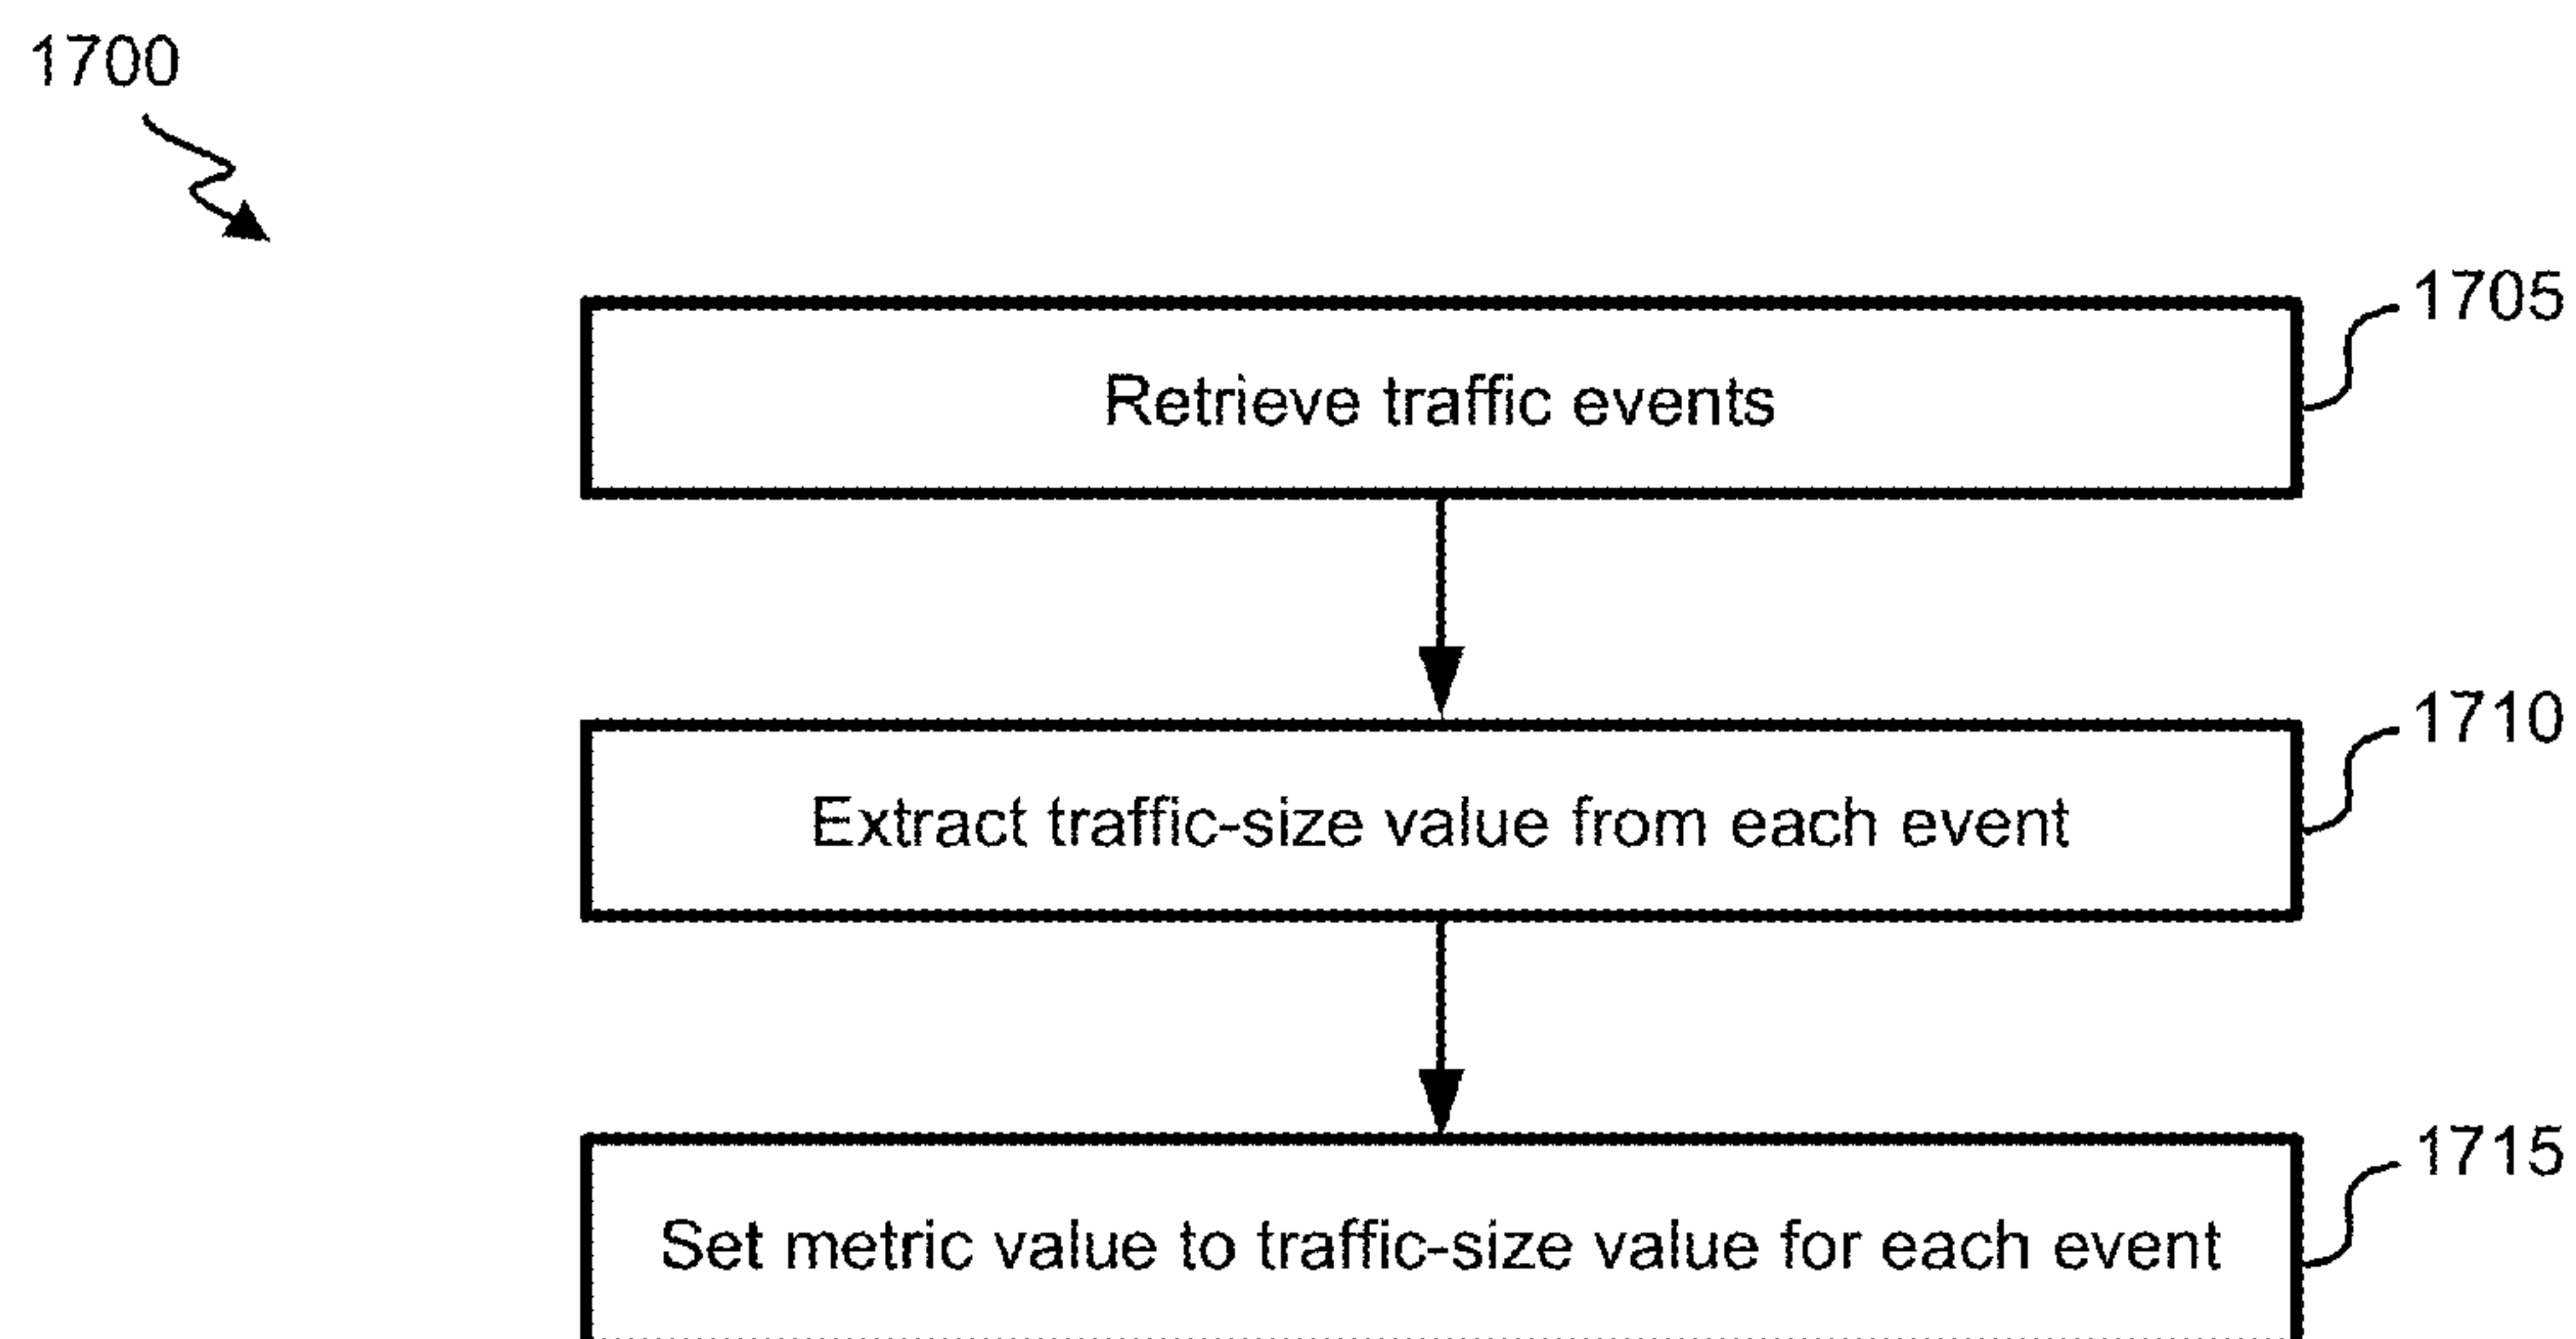 1700
1705
Retrieve traffic events
1710
Extract traffic-size value from each event
1715
Set metric value to traffic-size value for each event